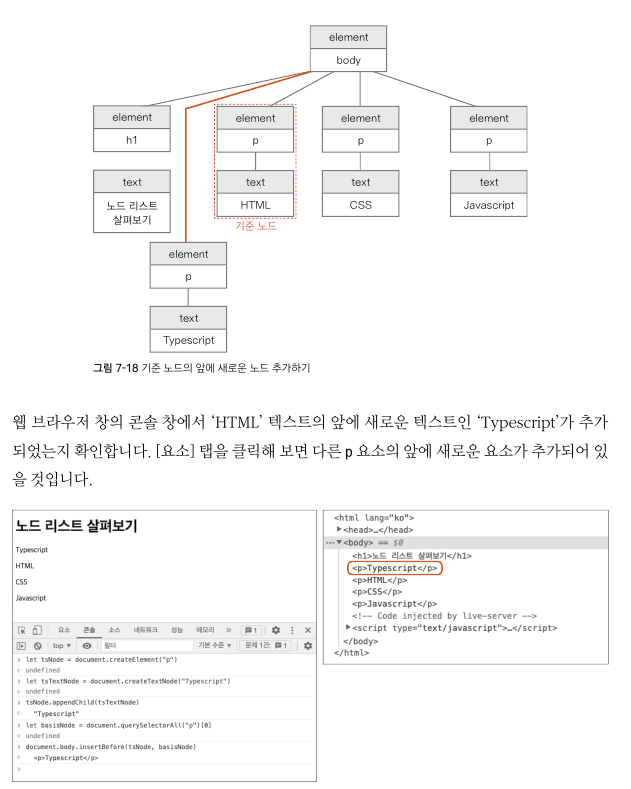 element
body
element
h1
element
p
element
p
element
p
text
노드 리스트
살펴보기
text
HTML
text
CSS
text
Javascript
기준 노드
element
p
text
Typescript
그림 7-18 기준 노드의 앞에 새로운 노드 추가하기
웹 브라우저 창의 콘솔 창에서 ‘HTML’ 텍스트의 앞에 새로운 텍스트인 ‘Typescript’가 추가
되었는지 확인합니다. [요소] 탭을 클릭해 보면 다른 p 요소의 앞에 새로운 요소가 추가되어 있
을 것입니다.
노드 리스트 살펴보기
Typescript
HTML
CSS
Javascript
요소 콘솔 소스 네트워크 성능 메모리 » 1
top ▼ 필터 기본 수준 ▼ 문제 1건: 1
> let tsNode = document.createElement("p")
< undefined
> let tsTextNode = document.createTextNode("Typescript")
< undefined
> tsNode.appendChild(tsTextNode)
< "Typescript"
> let basisNode = document.querySelectorAll("p")[0]
< undefined
> document.body.insertBefore(tsNode, basisNode)
< <p>Typescript</p>
>
<html lang="ko">
▶<head>…</head>
…▼<body> == $0
<h1>노드 리스트 살펴보기</h1>
<p>Typescript</p>
<p>HTML</p>
<p>CSS</p>
<p>Javascript</p>
<!-- Code injected by live-server -->
▶<script type="text/javascript">…</script>
</body>
</html>